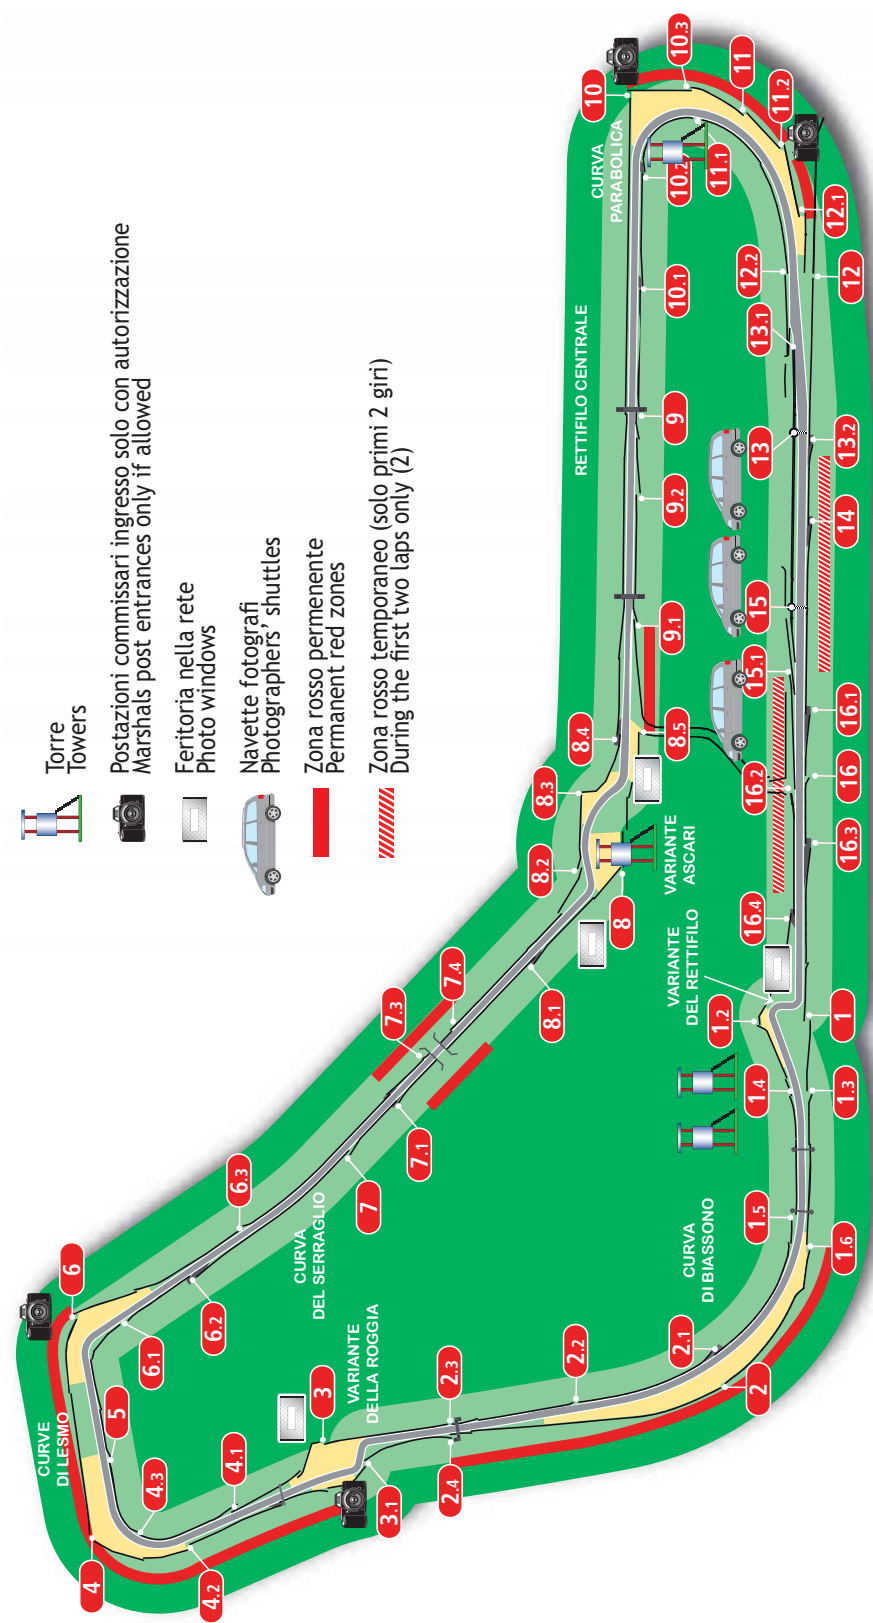 Torre
Towers
Postazioni commissari ingresso solo con autorizzazione
Marshals post entrances only if allowed
Feritoria nella rete
Photo windows
Navette fotografi
Photographers' shuttles
Zona rosso permenente
Permanent red zones
Zona rosso temporaneo (solo primi 2 giri)
During the first two laps only (2)
CURVE
DI LESMO
4
4.2
4.3
5
4.1
6
6.1
6.2
6.3
CURVA
DEL SERRAGLIO
VARIANTE
DELLA ROGGIA
3
3.1
2.4
2.3
2.2
2.1
2
CURVA
DI BIASSONO
7
7.1
7.3
7.4
8.1
8.2
8.3
8.4
8
8.5
VARIANTE
ASCARI
VARIANTE
DEL RETTIFILO
1.2
1.4
1.5
1.6
1.3
1
16.4
16.3
16
16.2
16.1
15.1
15
14
13
13.2
13.1
12.2
12
12.1
RETTIFILO CENTRALE
9.1
9.2
9
10.1
CURVA
PARABOLICA
10
10.2
10.3
11
11.1
11.2